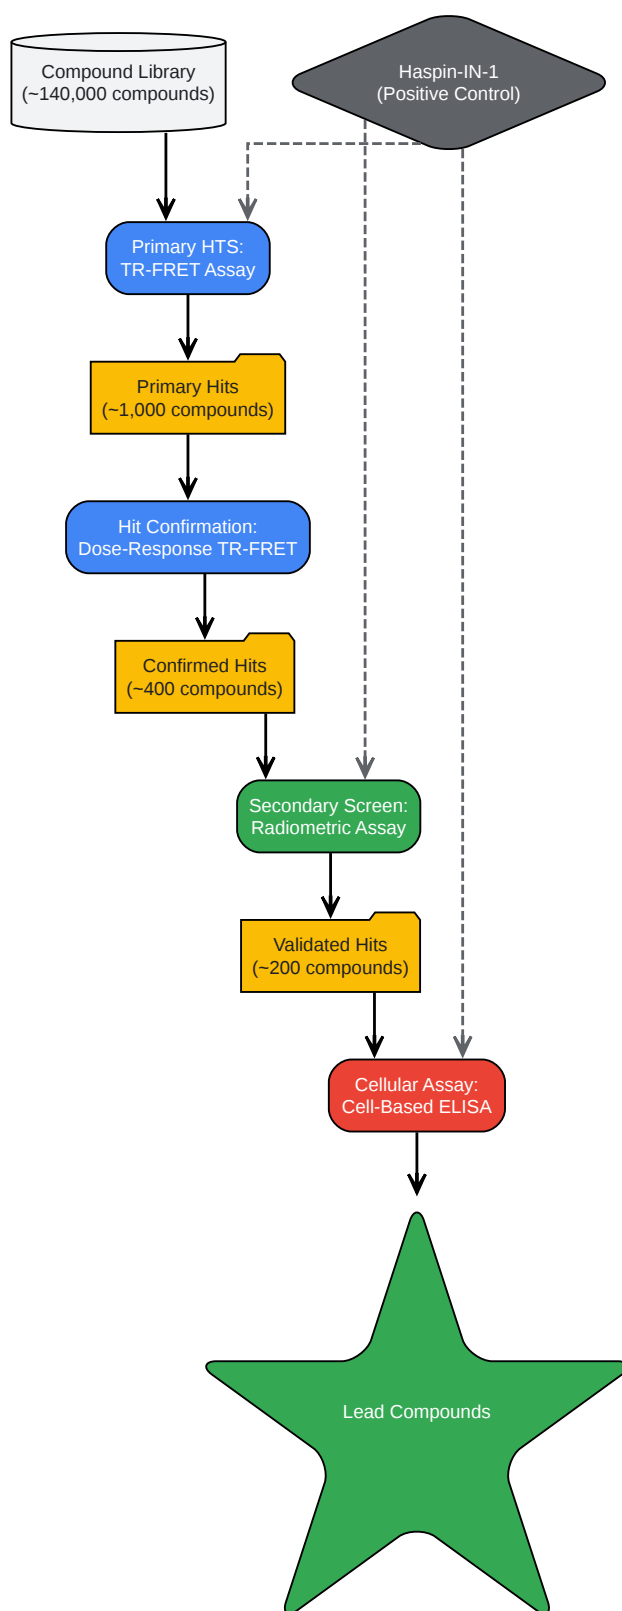 Compound Library
(~140,000 compounds)
Haspin-IN-1
(Positive Control)
Primary HTS:
TR-FRET Assay
Primary Hits
(~1,000 compounds)
Hit Confirmation:
Dose-Response TR-FRET
Confirmed Hits
(~400 compounds)
Secondary Screen:
Radiometric Assay
Validated Hits
(~200 compounds)
Cellular Assay:
Cell-Based ELISA
Lead Compounds